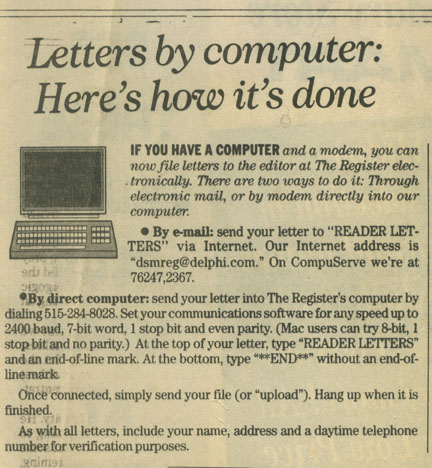 Letters by computer:
Here's how it's done
IF YOU HAVE A COMPUTER and a modem, you can
now file letters to the editor at The Register elec-
tronically. There are two ways to do it: Through
electronic mail, or by modem directly into our
computer.
● By e-mail: send your letter to "READER LET-
TERS" via Internet. Our Internet address is
"dsmreg@delphi.com." On CompuServe we're at
76247,2367.
●By direct computer: send your letter into The Register's computer by
dialing 515-284-8028. Set your communications software for any speed up to
2400 baud, 7-bit word, 1 stop bit and even parity. (Mac users can try 8-bit, 1
stop bit and no parity.) At the top of your letter, type "READER LETTERS"
and an end-of-line mark. At the bottom, type "**END**" without an end-of-
line mark.
Once connected, simply send your file (or "upload"). Hang up when it is
finished.
As with all letters, include your name, address and a daytime telephone
number for verification purposes.